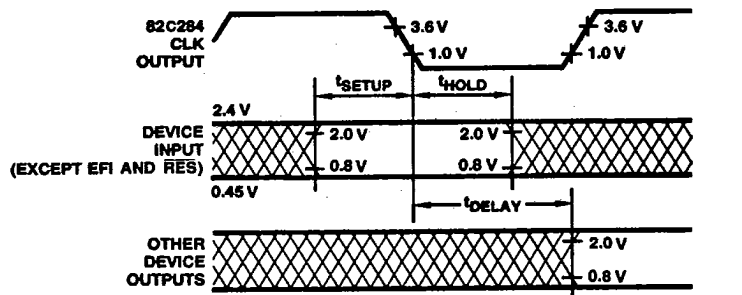 82C284
CLK
OUTPUT
3.6 V
1.0 V
3.6 V
1.0 V
tSETUP
tHOLD
2.4 V
DEVICE
INPUT
(EXCEPT EFI AND R̅E̅S̅)
2.0 V
0.8 V
2.0 V
0.8 V
0.45 V
tDELAY
OTHER
DEVICE
OUTPUTS
2.0 V
0.8 V